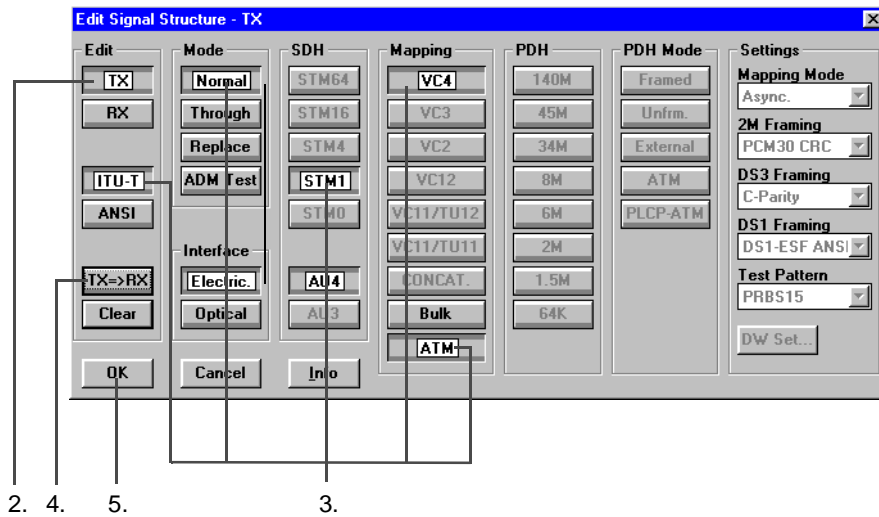 Edit Signal Structure - TX
Edit
TX
RX
ITU-T
ANSI
TX=>RX
Clear
OK
Mode
Normal
Through
Replace
ADM Test
Interface
Electric.
Optical
Cancel
SDH
STM64
STM16
STM4
STM1
STM0
AU4
AU3
Info
Mapping
VC4
VC3
VC2
VC12
VC11/TU12
VC11/TU11
CONCAT.
Bulk
ATM
PDH
140M
45M
34M
8M
6M
2M
1.5M
64K
PDH Mode
Framed
Unfrm.
External
ATM
PLCP-ATM
Settings
Mapping Mode
Async.
2M Framing
PCM30 CRC
DS3 Framing
C-Parity
DS1 Framing
DS1-ESF ANSI
Test Pattern
PRBS15
DW Set...
2. 4. 5. 3.